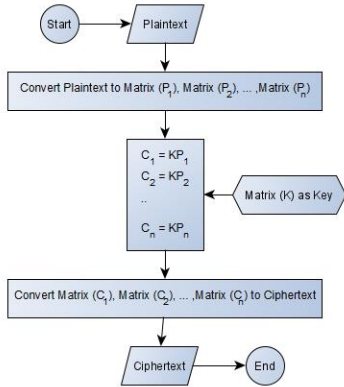 Start
Plaintext
Convert Plaintext to Matrix (P₁), Matrix (P₂), ... ,Matrix (Pₙ)
C₁ = KP₁
C₂ = KP₂
..
Cₙ = KPₙ
Matrix (K) as Key
Convert Matrix (C₁), Matrix (C₂), ... ,Matrix (Cₙ) to Ciphertext
Ciphertext
End